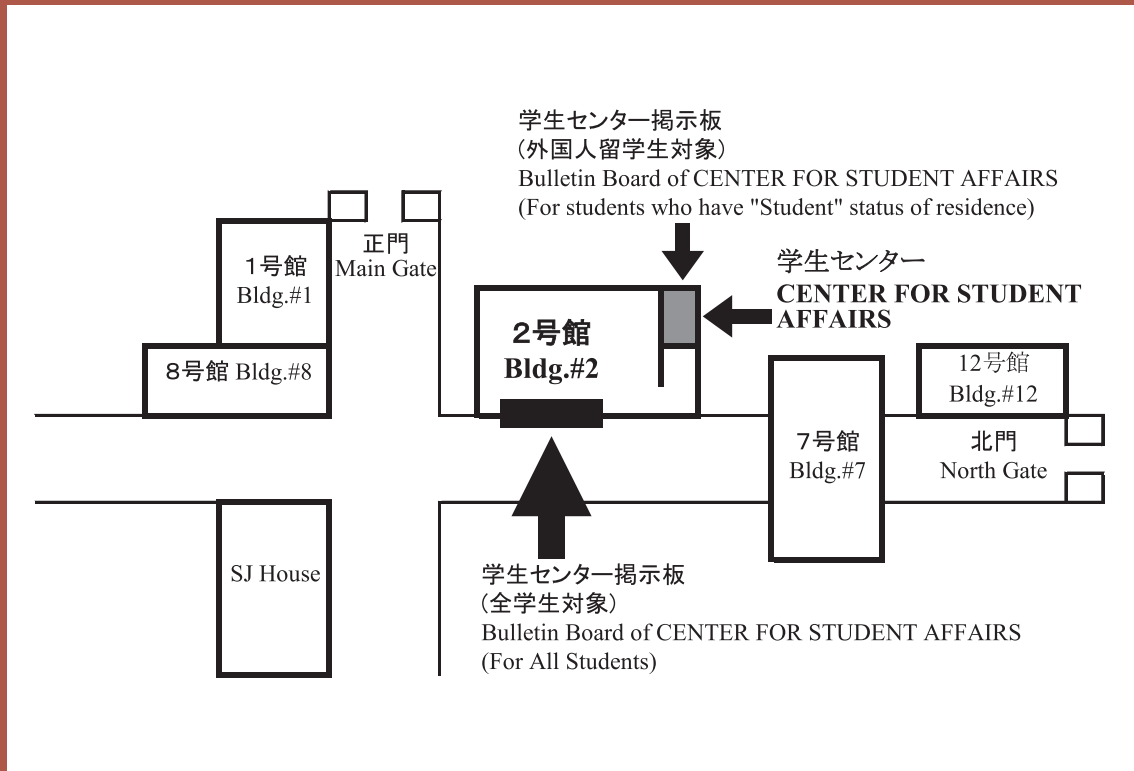 学生センター掲示板
(外国人留学生対象)
Bulletin Board of CENTER FOR STUDENT AFFAIRS
(For students who have "Student" status of residence)
正門
Main Gate
1号館
Bldg.#1
学生センター
CENTER FOR STUDENT
AFFAIRS
2号館
Bldg.#2
8号館 Bldg.#8
12号館
Bldg.#12
7号館
Bldg.#7
北門
North Gate
SJ House
学生センター掲示板
(全学生対象)
Bulletin Board of CENTER FOR STUDENT AFFAIRS
(For All Students)